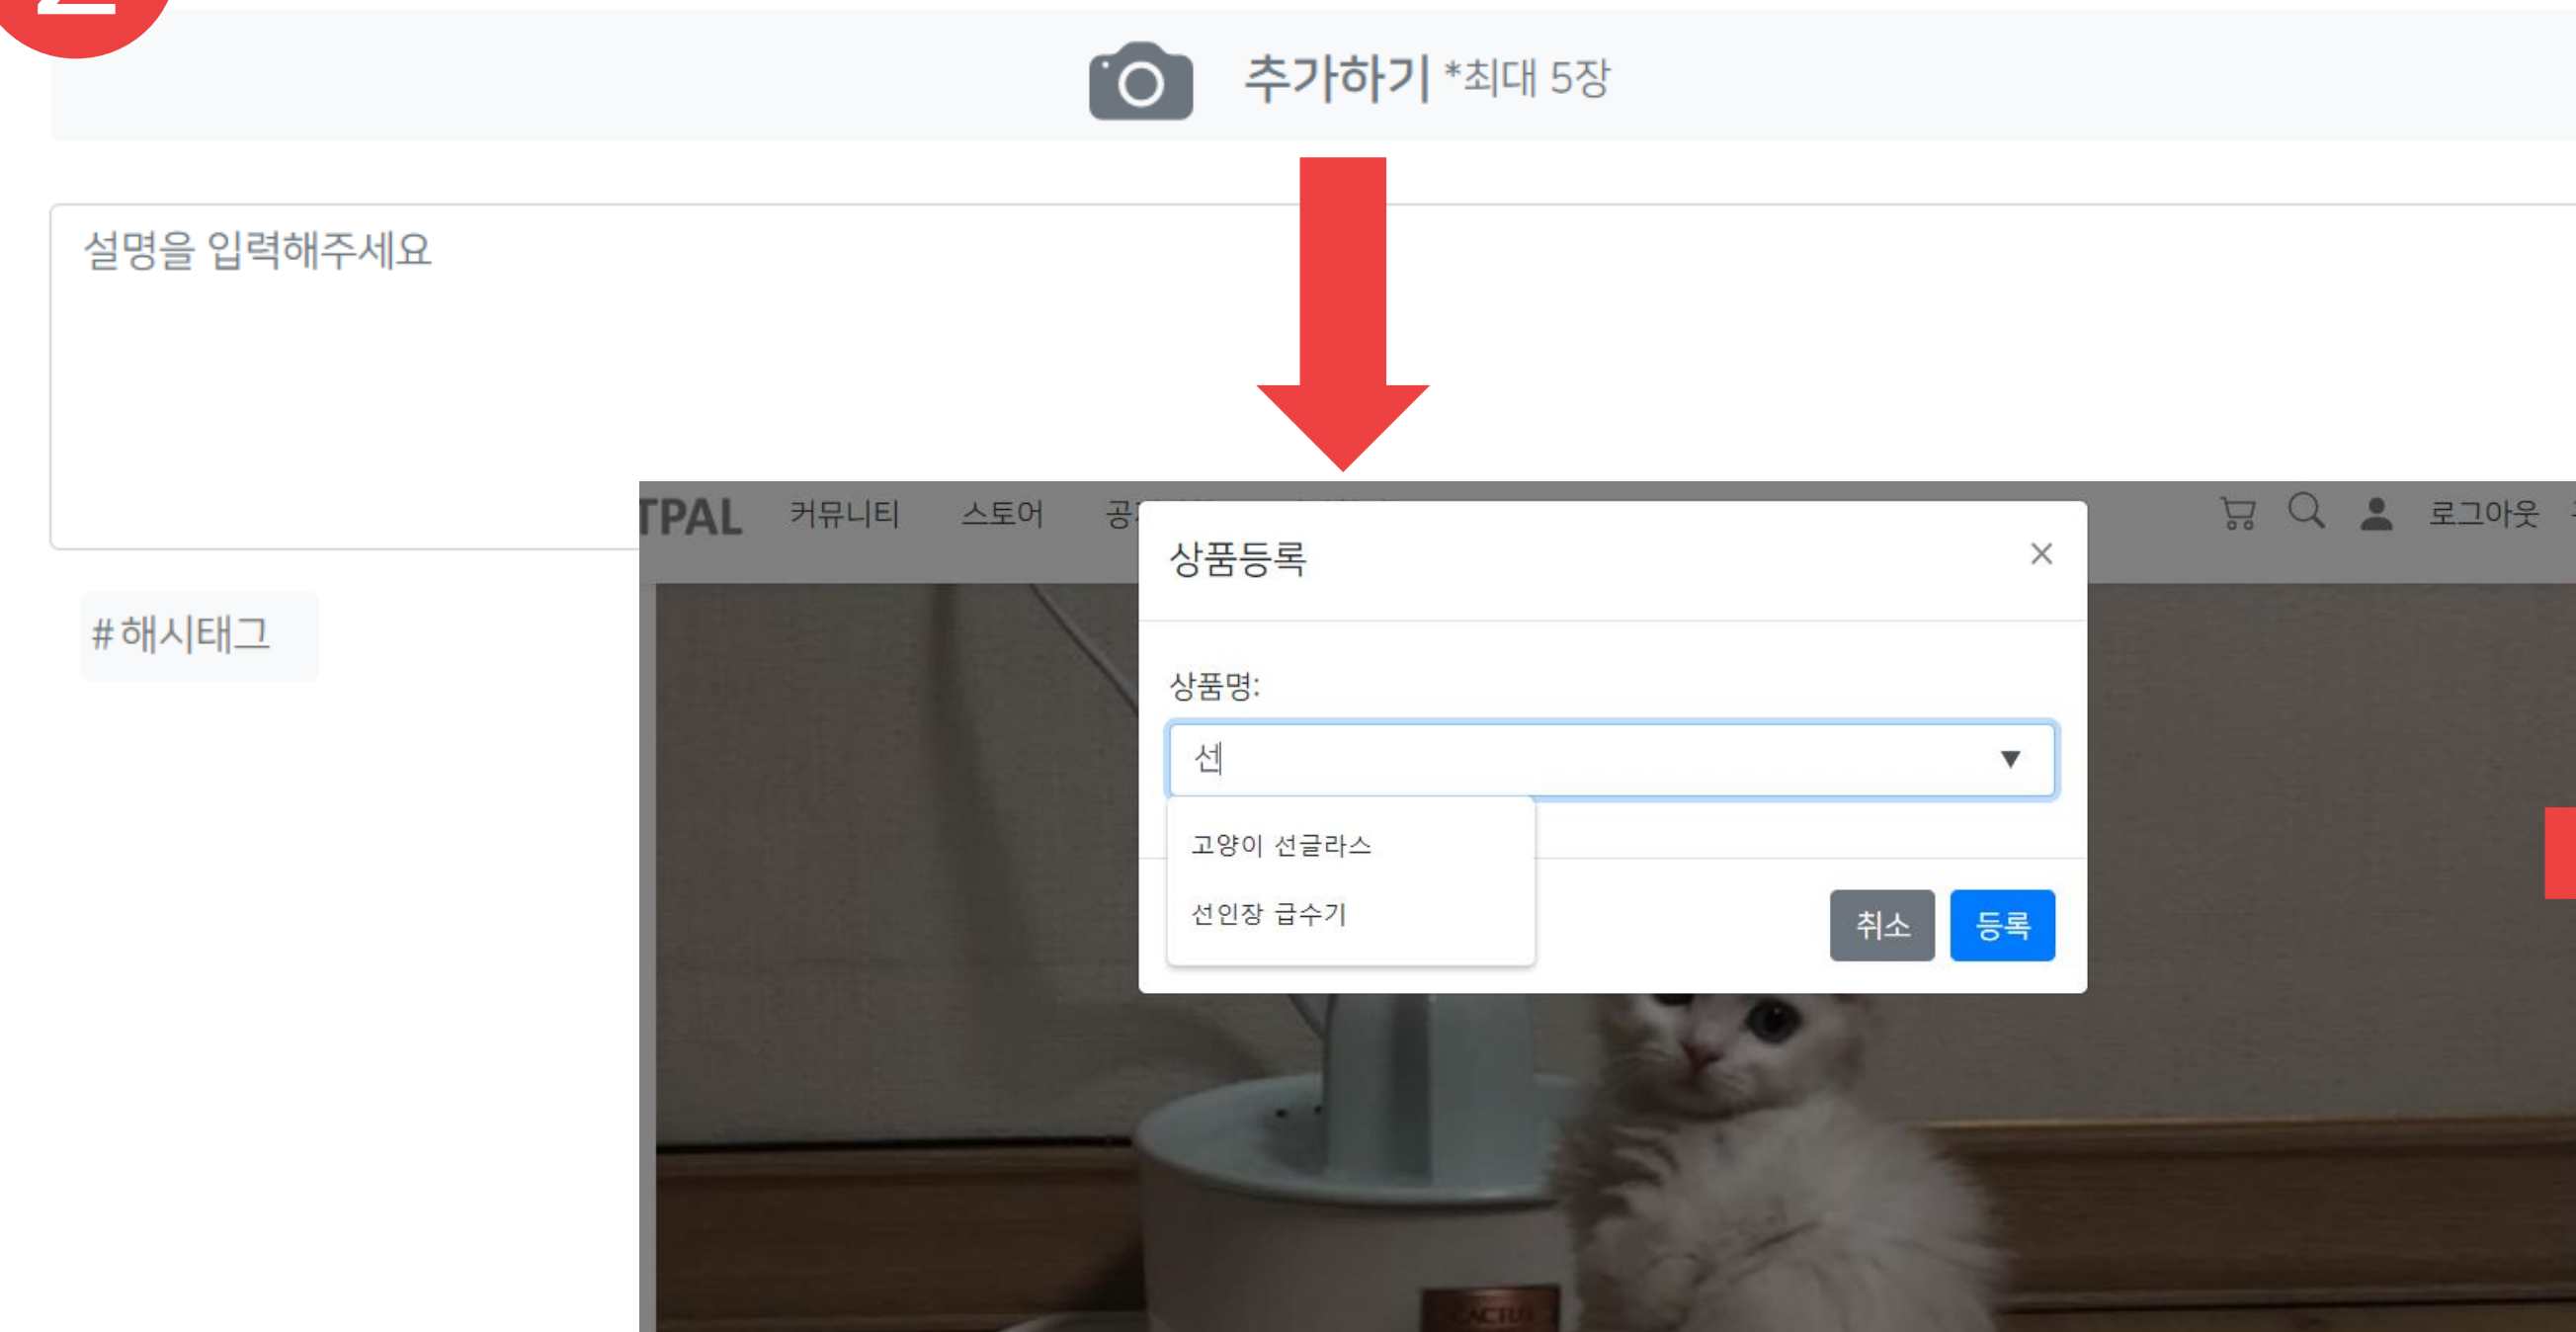 추가하기 *최대 5장
설명을 입력해주세요
TPAL 커뮤니티 스토어 로그아웃
상품등록
#해시태그
상품명:
선
고양이 선글라스
선인장 급수기
취소 등록
CACTUS